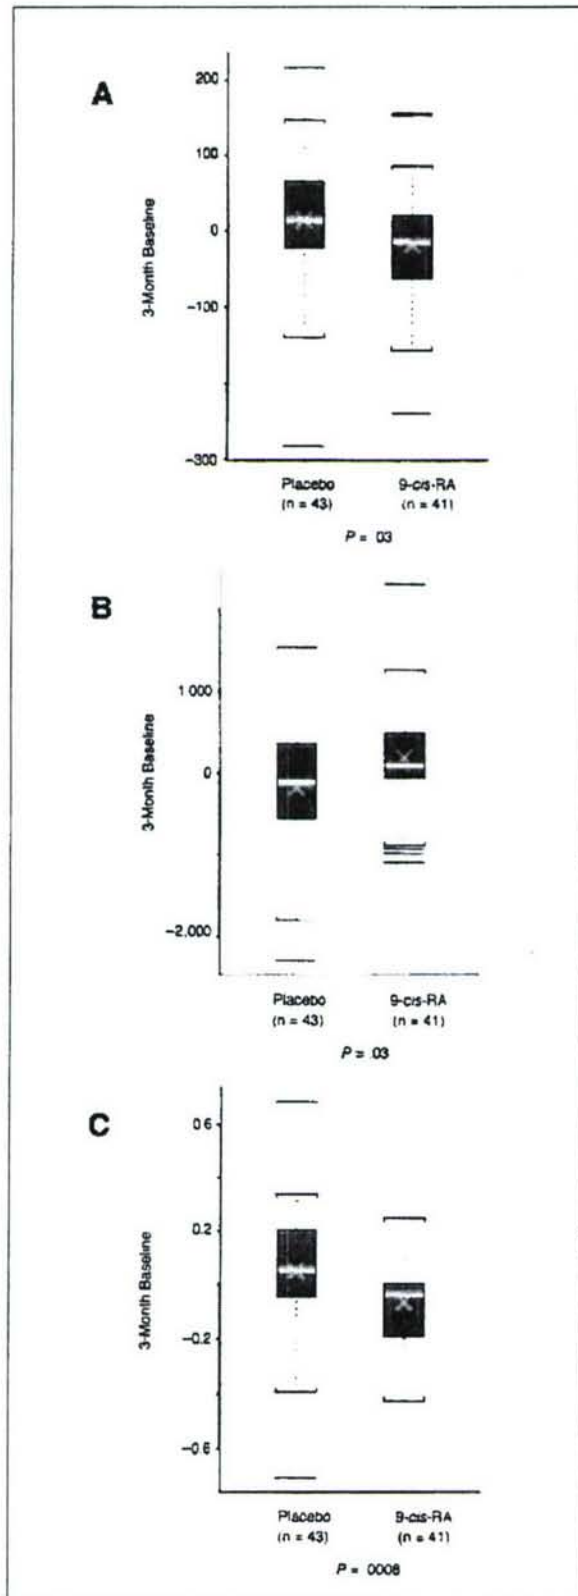 A
200
100
0
−100
−300
3-Month Baseline
Placebo
(n = 43)
9-cis-RA
(n = 41)
P = .03
B
1 000
0
−2,000
3-Month Baseline
Placebo
(n = 43)
9-cis-RA
(n = 41)
P = .03
C
0.6
0.2
−0.2
−0.6
3-Month Baseline
Placebo
(n = 43)
9-cis-RA
(n = 41)
P = .0008